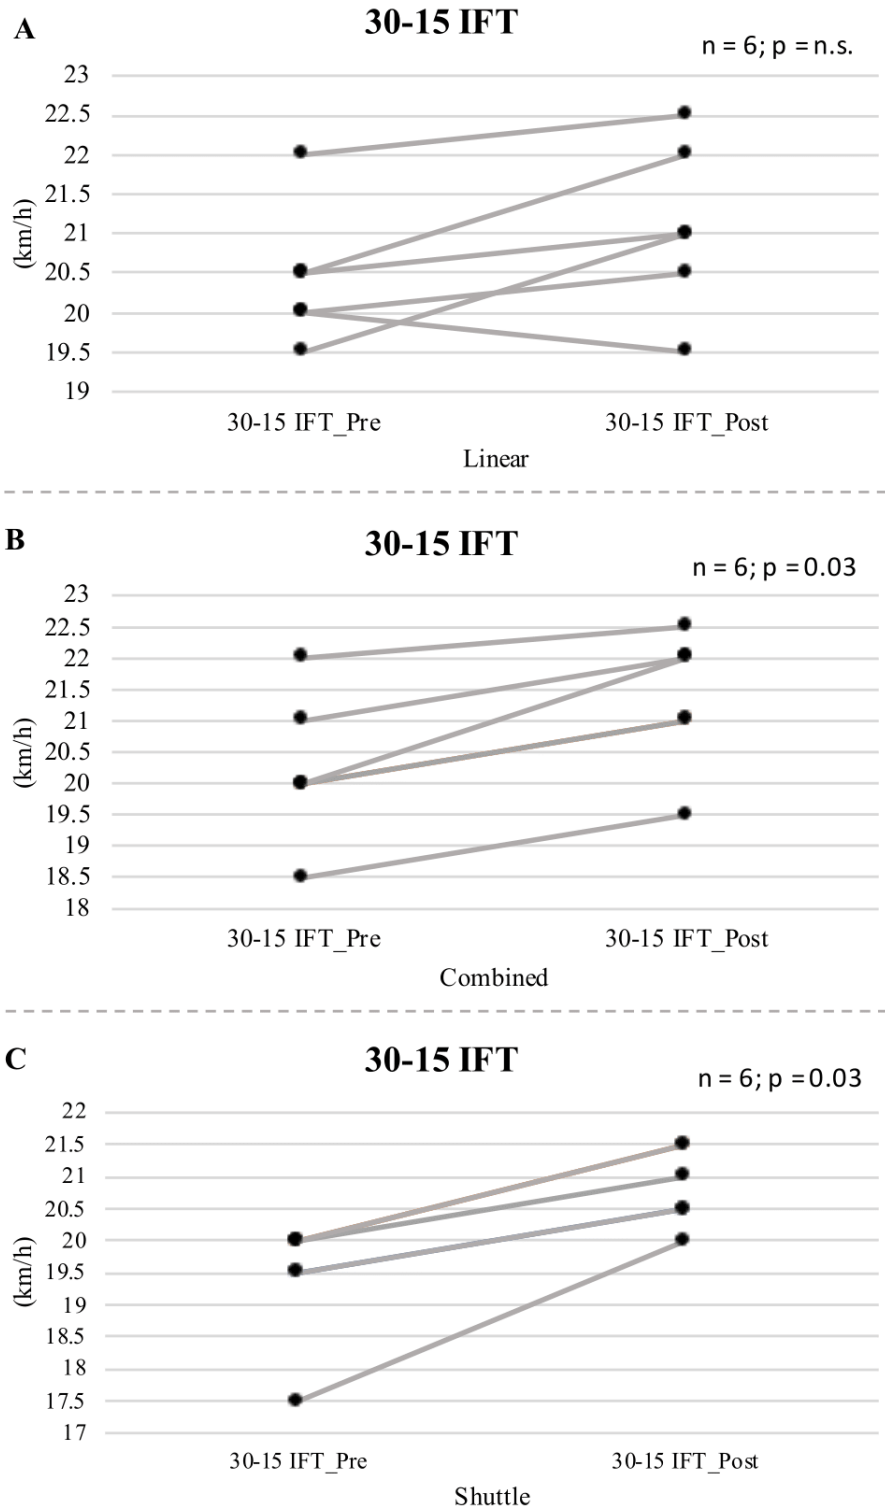 A
30-15 IFT
n = 6; p = n.s.
23
22.5
22
21.5
21
20.5
20
19.5
19
(km/h)
30-15 IFT_Pre 30-15 IFT_Post
Linear
B
30-15 IFT
n = 6; p = 0.03
23
22.5
22
21.5
21
20.5
20
19.5
19
18.5
18
(km/h)
30-15 IFT_Pre 30-15 IFT_Post
Combined
C
30-15 IFT
n = 6; p = 0.03
22
21.5
21
20.5
20
19.5
19
18.5
18
17.5
17
(km/h)
30-15 IFT_Pre 30-15 IFT_Post
Shuttle